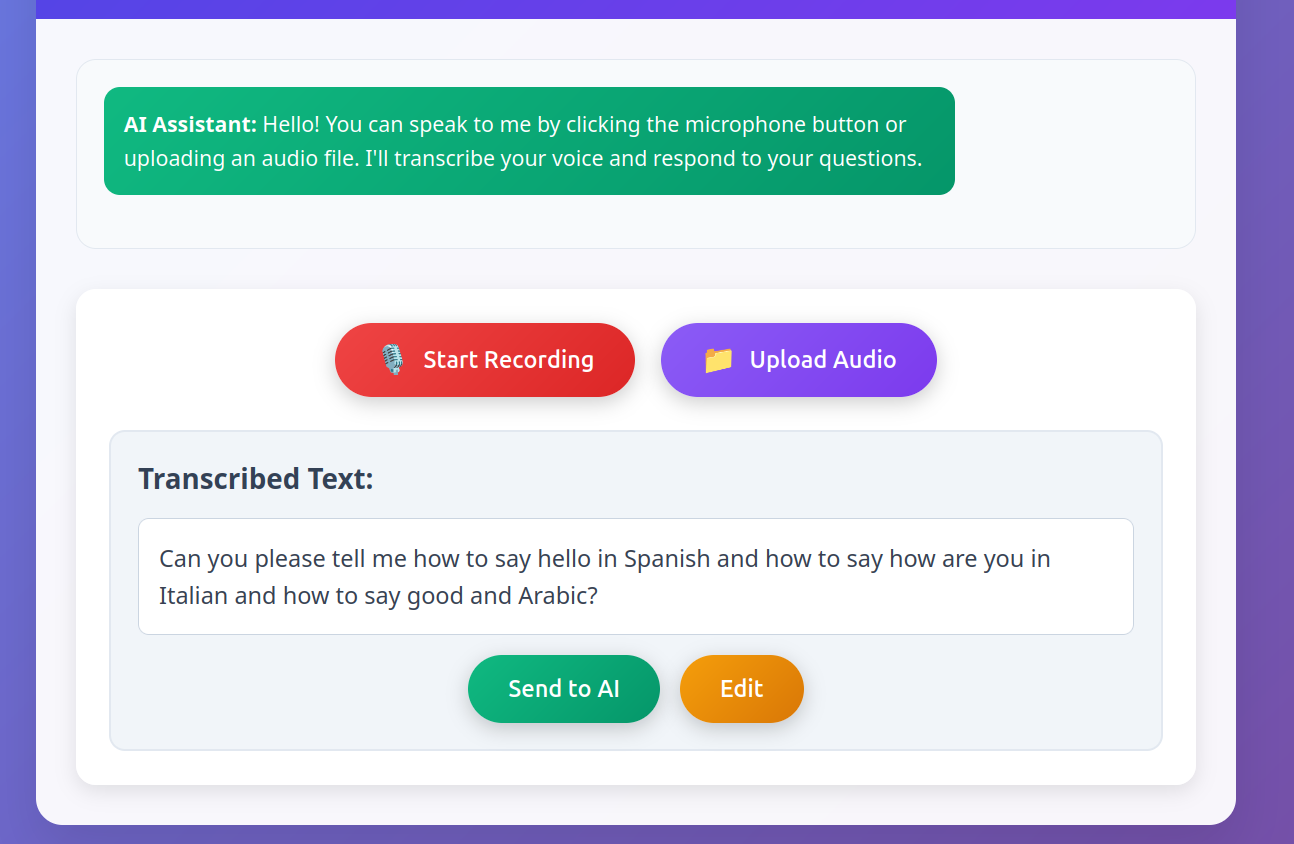 AI Assistant: Hello! You can speak to me by clicking the microphone button or
uploading an audio file. I'll transcribe your voice and respond to your questions.
Start Recording
Upload Audio
Transcribed Text:
Can you please tell me how to say hello in Spanish and how to say how are you in
Italian and how to say good and Arabic?
Send to AI
Edit